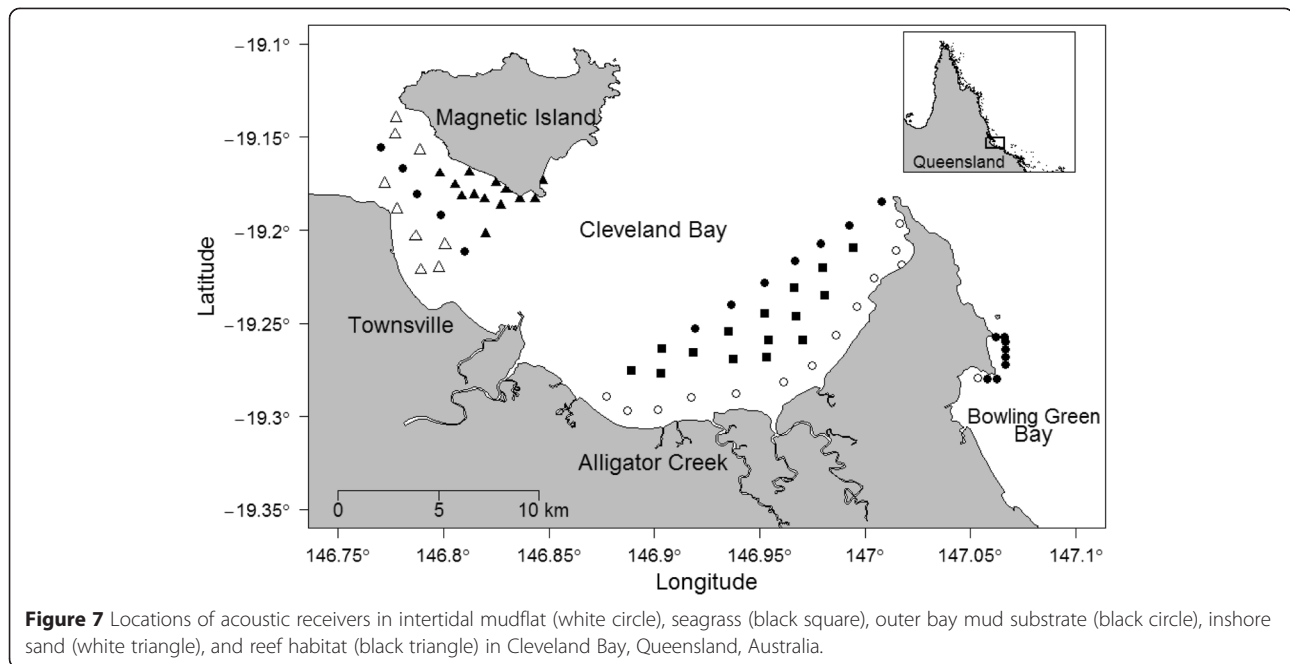 −19.1°
−19.15°
−19.2°
−19.25°
−19.3°
−19.35°
Latitude
Magnetic Island
Queensland
Cleveland Bay
Townsville
Bowling Green
Bay
Alligator Creek
0 5 10 km
146.75° 146.8° 146.85° 146.9° 146.95° 147° 147.05° 147.1°
Longitude
Figure 7 Locations of acoustic receivers in intertidal mudflat (white circle), seagrass (black square), outer bay mud substrate (black circle), inshore
sand (white triangle), and reef habitat (black triangle) in Cleveland Bay, Queensland, Australia.